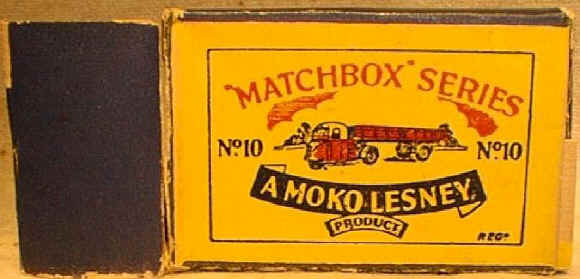 "MATCHBOX" SERIES
Nº10 Nº10
A MOKO LESNEY
PRODUCT
REGD